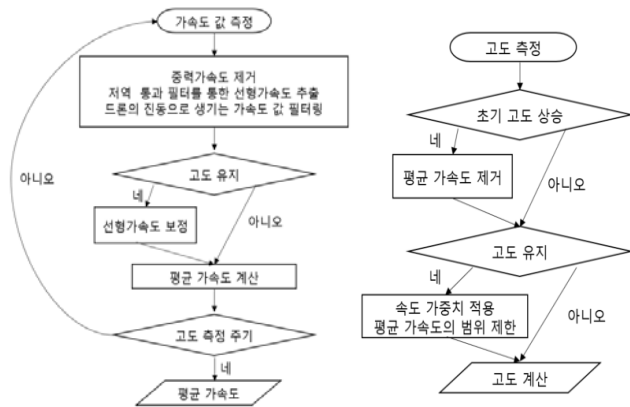 가속도 값 측정
중력가속도 제거
저역 통과 필터를 통한 선형가속도 추출
드론의 진동으로 생기는 가속도 값 필터링
고도 유지
아니오
네
선형가속도 보정
아니오
평균 가속도 계산
고도 측정 주기
네
평균 가속도
고도 측정
초기 고도 상승
네
평균 가속도 제거
아니오
고도 유지
네
속도 가중치 적용
평균 가속도의 범위 제한
아니오
고도 계산